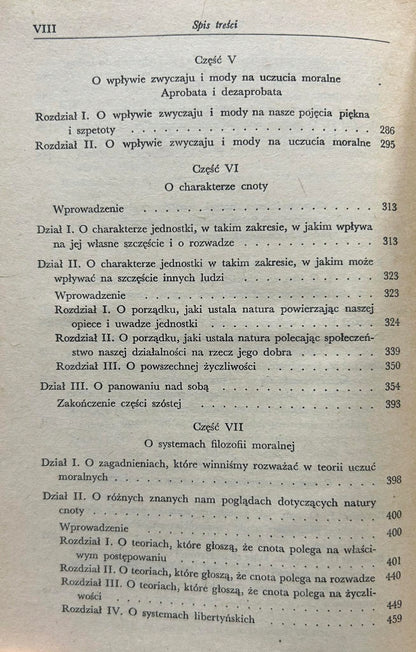 VIII Spis treści
Część V
O wpływie zwyczaju i mody na uczucia moralne
Aprobata i dezaprobata
Rozdział I. O wpływie zwyczaju i mody na nasze pojęcia piękna
i szpetoty . . . . . . . . . . . . . . . . . . . 286
Rozdział II. O wpływie zwyczaju i mody na uczucia moralne 295
Część VI
O charakterze cnoty
Wprowadzenie . . . . . . . . . . . . . . . . . 313
Dział I. O charakterze jednostki, w takim zakresie, w jakim wpływa
na jej własne szczęście i o rozwadze . . . . . . . . . 313
Dział II. O charakterze jednostki w takim zakresie, w jakim może
wpływać na szczęście innych ludzi . . . . . . . . . . 323
Wprowadzenie . . . . . . . . . . . . . . . . . 323
Rozdział I. O porządku, jaki ustala natura powierzając naszej
opiece i uwadze jednostki . . . . . . . . . . . . 324
Rozdział II. O porządku, jaki ustala natura polecając społeczeń-
stwo naszej działalności na rzecz jego dobra . . . . . . 339
Rozdział III. O powszechnej życzliwości . . . . . . . . 350
Dział III. O panowaniu nad sobą . . . . . . . . . . . 354
Zakończenie części szóstej . . . . . . . . . . . . . 393
Część VII
O systemach filozofii moralnej
Dział I. O zagadnieniach, które winniśmy rozważać w teorii uczuć
moralnych . . . . . . . . . . . . . . . . . . . 398
Dział II. O różnych znanych nam poglądach dotyczących natury
cnoty . . . . . . . . . . . . . . . . . . . . . 400
Wprowadzenie . . . . . . . . . . . . . . . . . 400
Rozdział I. O teoriach, które głoszą, że cnota polega na właści-
wym postępowaniu . . . . . . . . . . . . . . . 401
Rozdział II. O teoriach, które głoszą, że cnota polega na rozwadze 440
Rozdział III. O teoriach, które głoszą, że cnota polega na życzli-
wości . . . . . . . . . . . . . . . . . . . . 449
Rozdział IV. O systemach libertyńskich . . . . . . . . 459